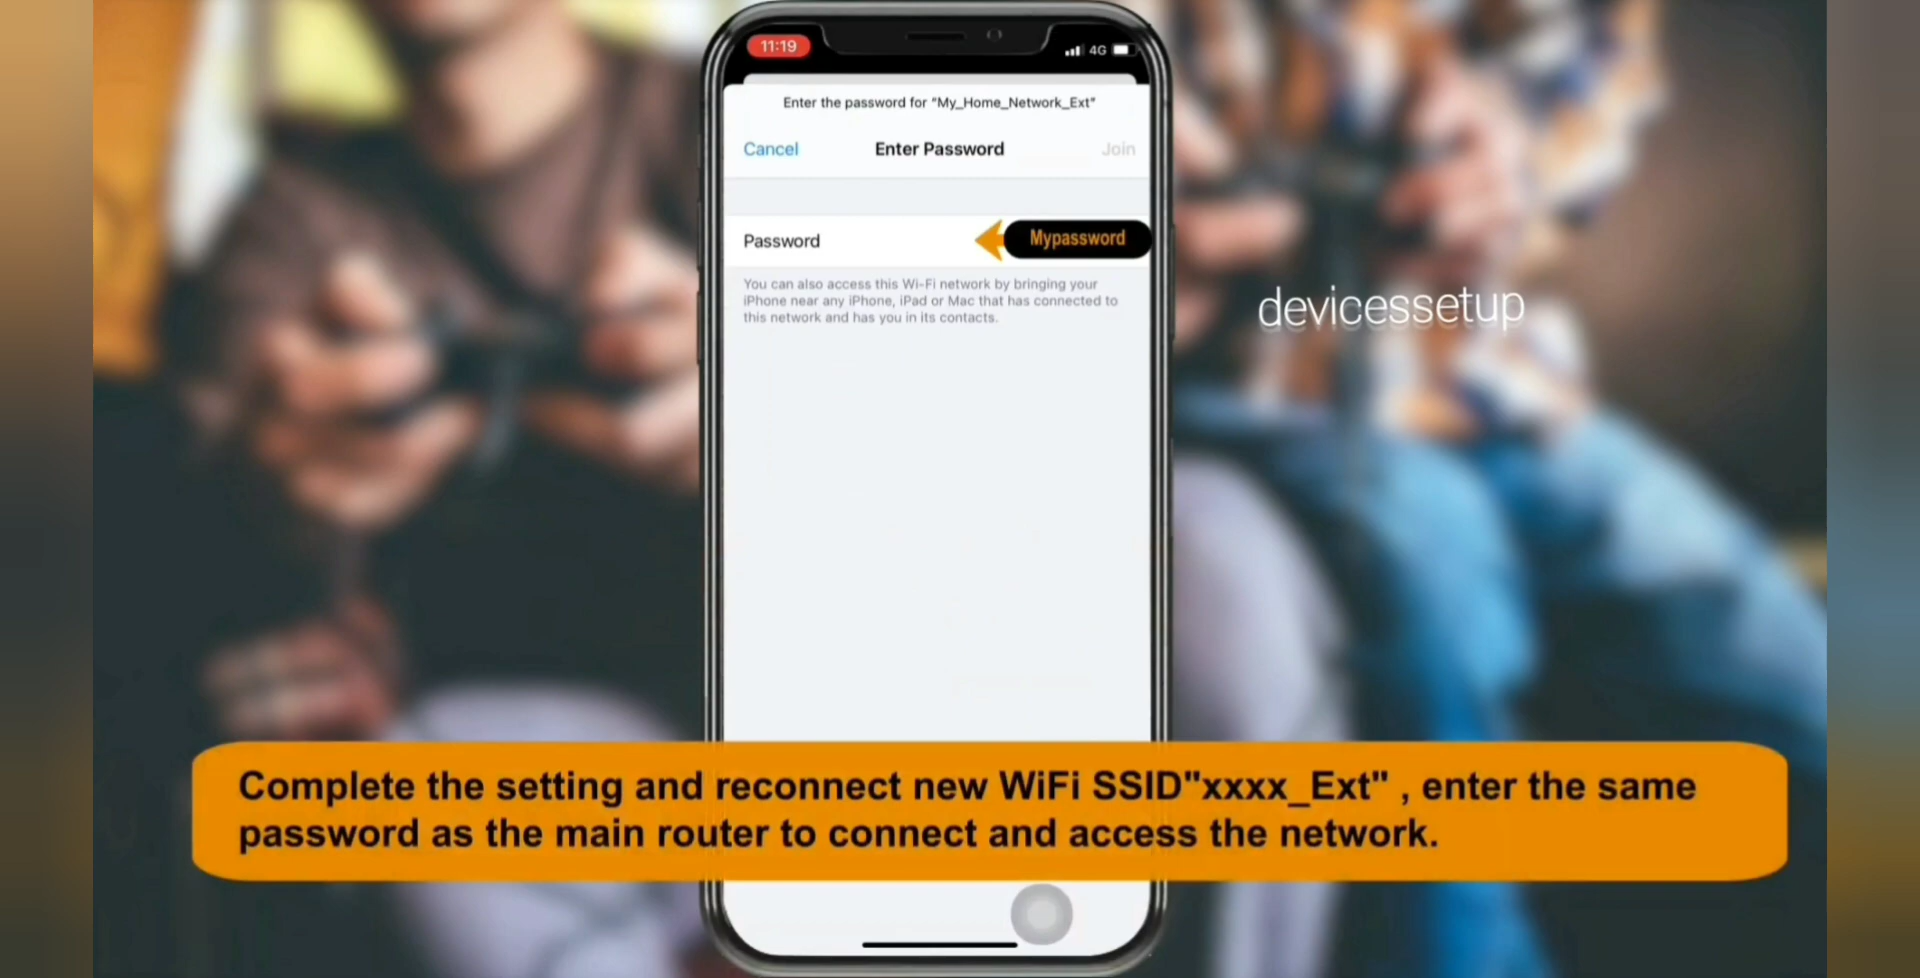 11:19
4G
Enter the password for “My_Home_Network_Ext”
Cancel
Enter Password
Join
Password
Mypassword
You can also access this Wi-Fi network by bringing your
iPhone near any iPhone, iPad or Mac that has connected to
this network and has you in its contacts.
devicessetup
Complete the setting and reconnect new WiFi SSID"xxxx_Ext" , enter the same
password as the main router to connect and access the network.